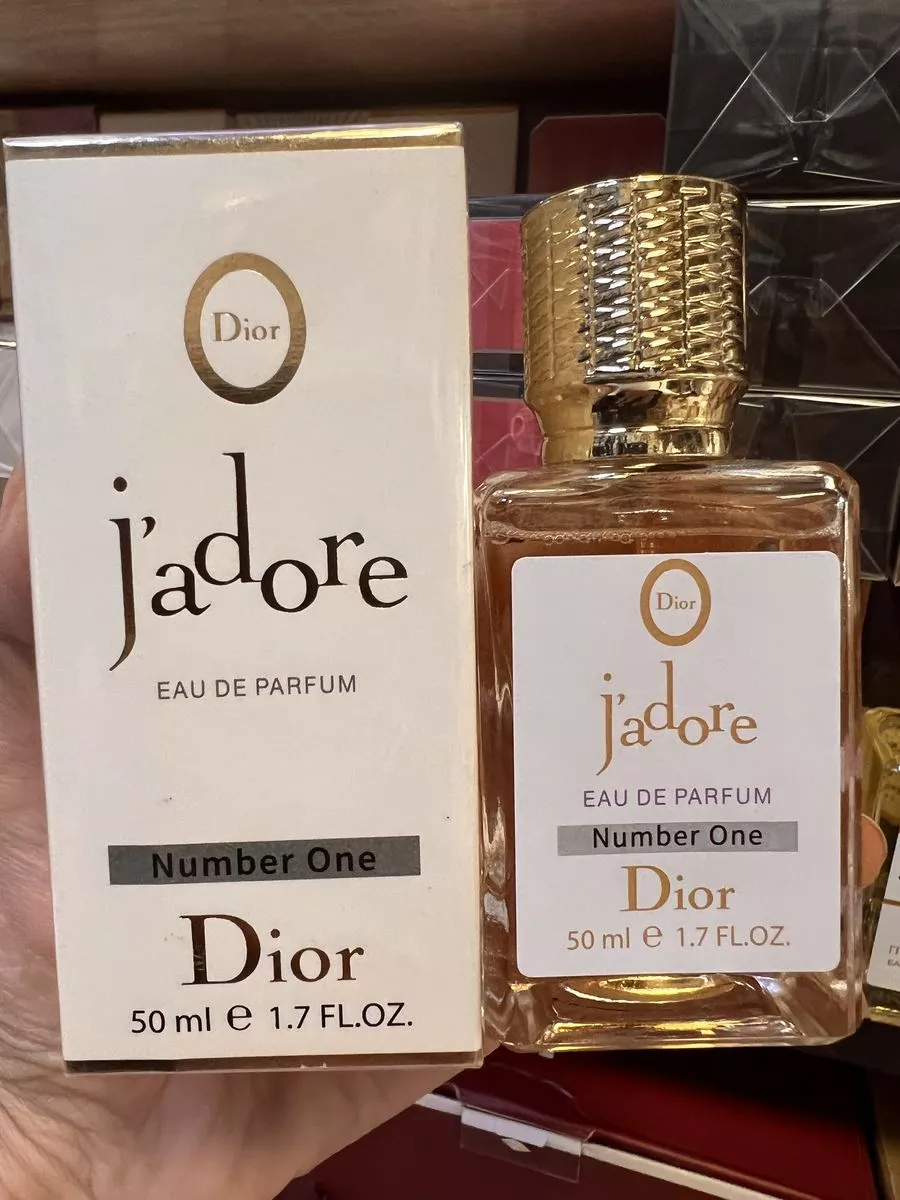 Dior
j'adore
EAU DE PARFUM
Number One
Dior
50 ml e 1.7 FL.OZ.
Dior
j'adore
EAU DE PARFUM
Number One
Dior
50 ml e 1.7 FL.OZ.